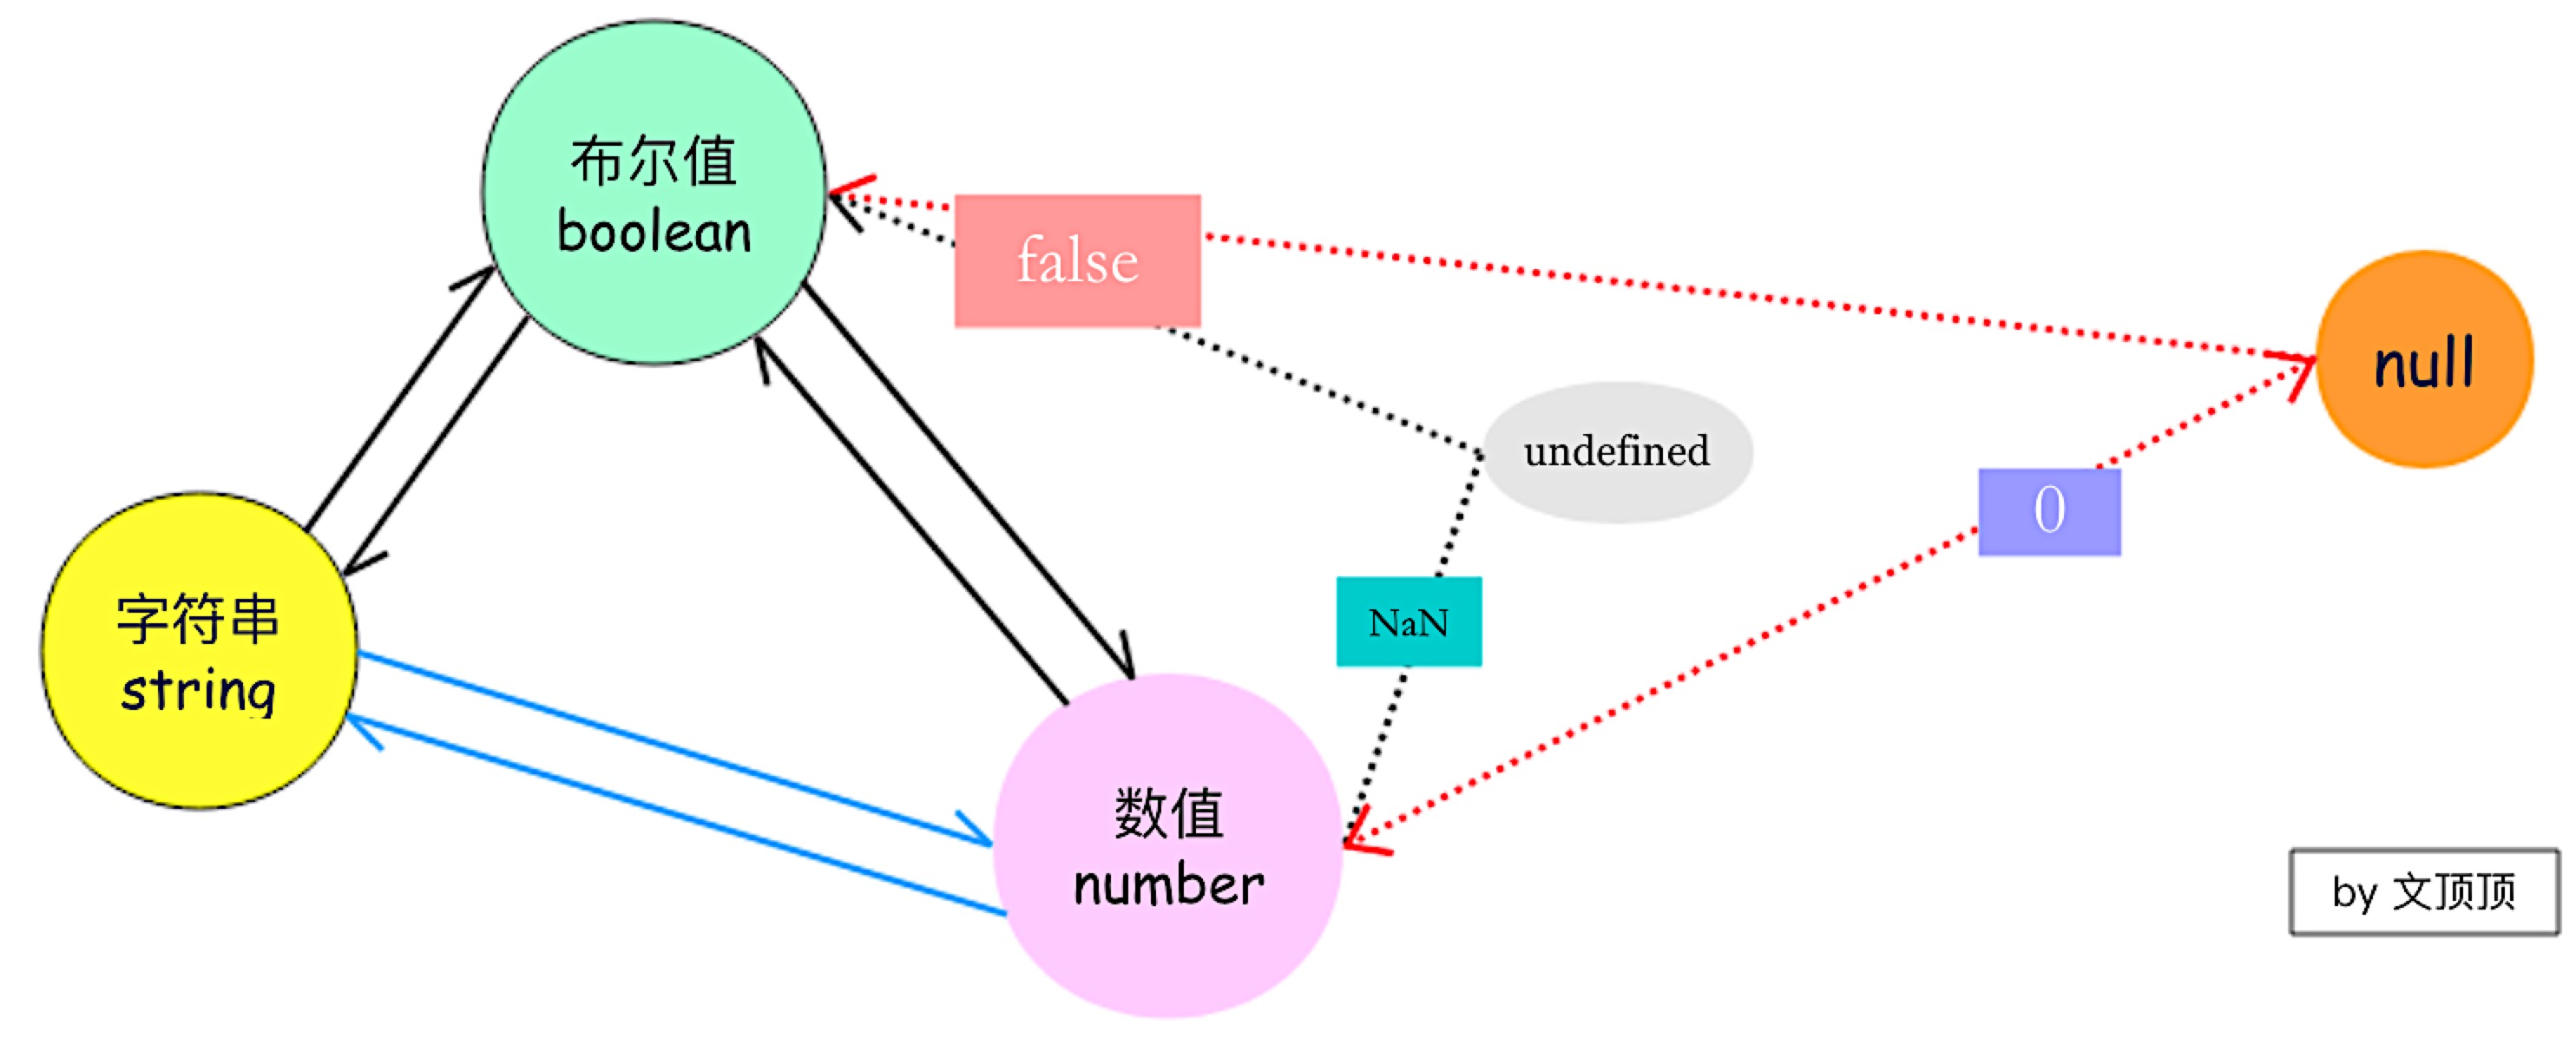 布尔值
boolean
false
null
undefined
0
字符串
string
NaN
数值
number
by 文顶顶